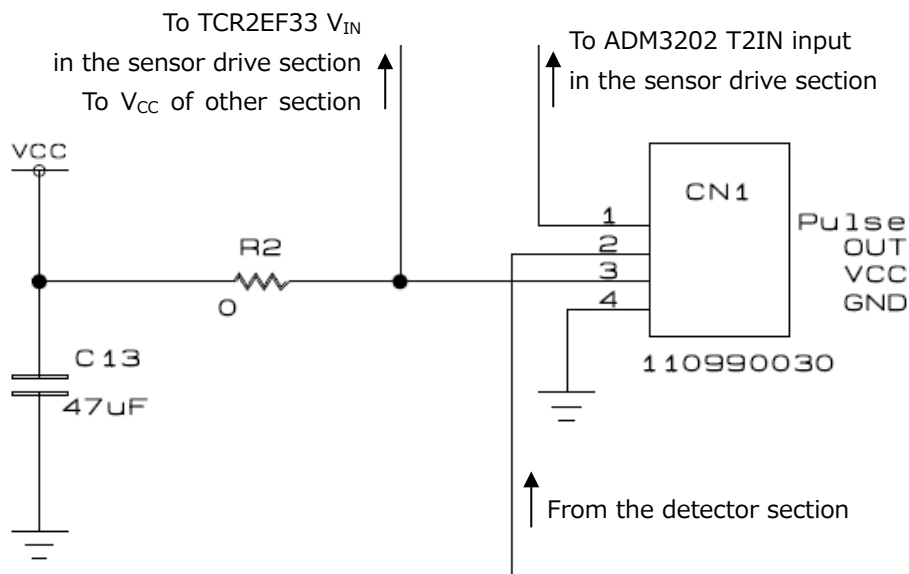 To TCR2EF33 VIN
in the sensor drive section
To VCC of other section
To ADM3202 T2IN input
in the sensor drive section
VCC
CN1
1
Pulse
2
OUT
R2
3
VCC
0
4
GND
C13
47uF
110990030
From the detector section